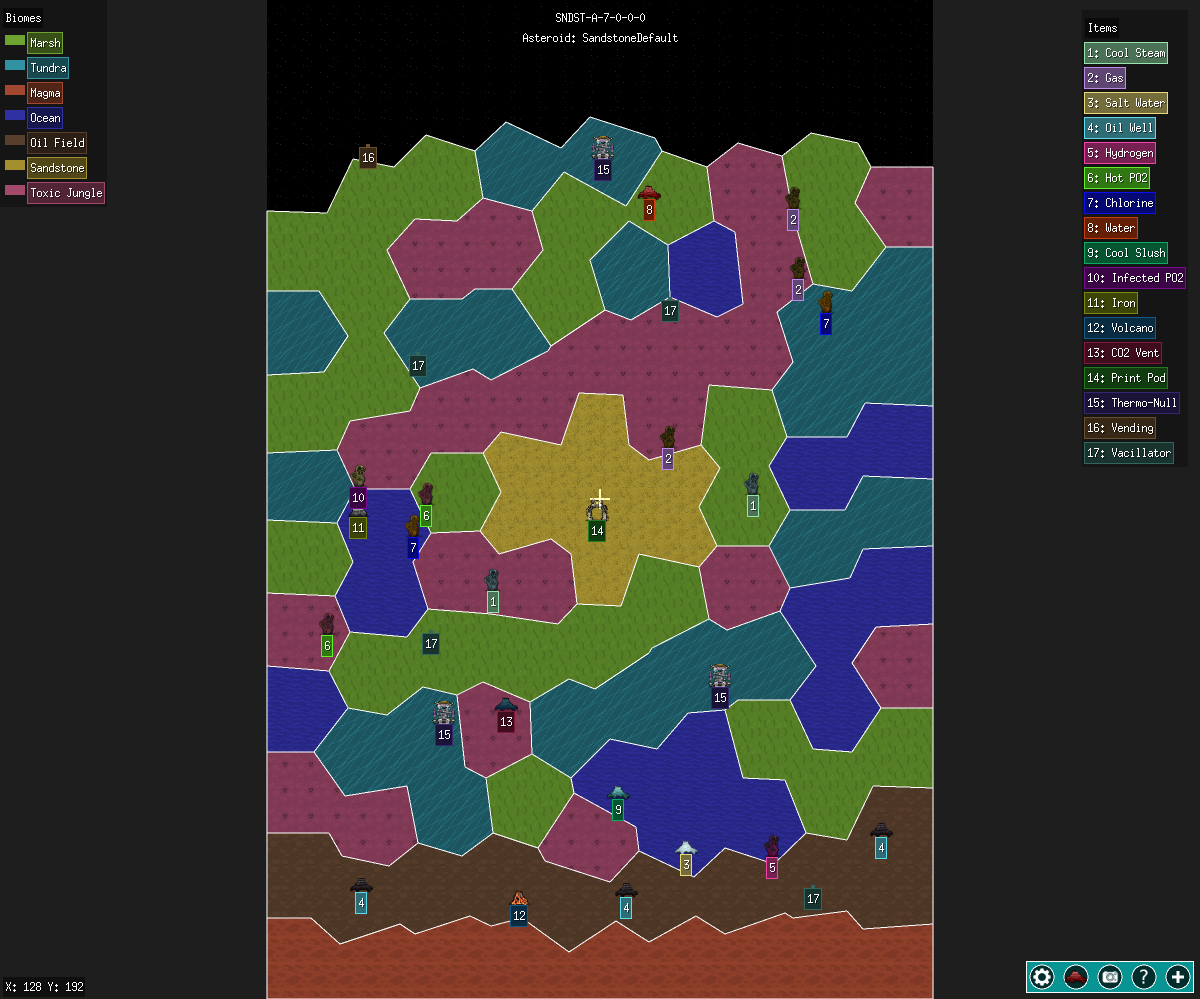 Biomes
Marsh
Tundra
Magma
Ocean
Oil Field
Sandstone
Toxic Jungle
SNDST-A-7-0-0-0
Asteroid: SandstoneDefault
Items
1: Cool Steam
2: Gas
3: Salt Water
4: Oil Well
5: Hydrogen
6: Hot PO2
7: Chlorine
8: Water
9: Cool Slush
10: Infected PO2
11: Iron
12: Volcano
13: CO2 Vent
14: Print Pod
15: Thermo-Null
16: Vending
17: Vacillator
16
15
8
2
2
17
7
17
2
10
6
1
11
14
7
1
17
6
15
13
15
9
3
5
4
4
4
12
17
X: 128 Y: 192
?